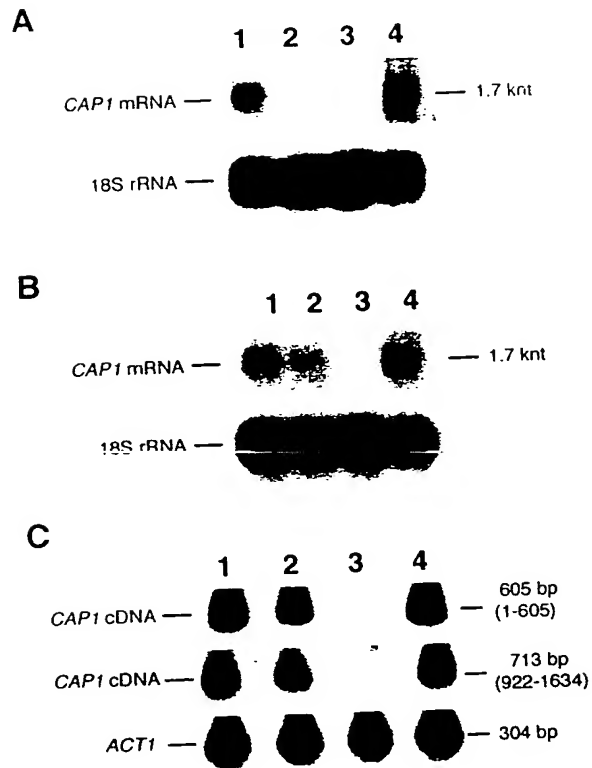 A
1 2 3 4
CAP1 mRNA
1.7 knt
18S rRNA
B
1 2 3 4
CAP1 mRNA
1.7 knt
18S rRNA
C
1 2 3 4
CAP1 cDNA
605 bp
(1-605)
CAP1 cDNA
713 bp
(922-1634)
ACT1
304 bp